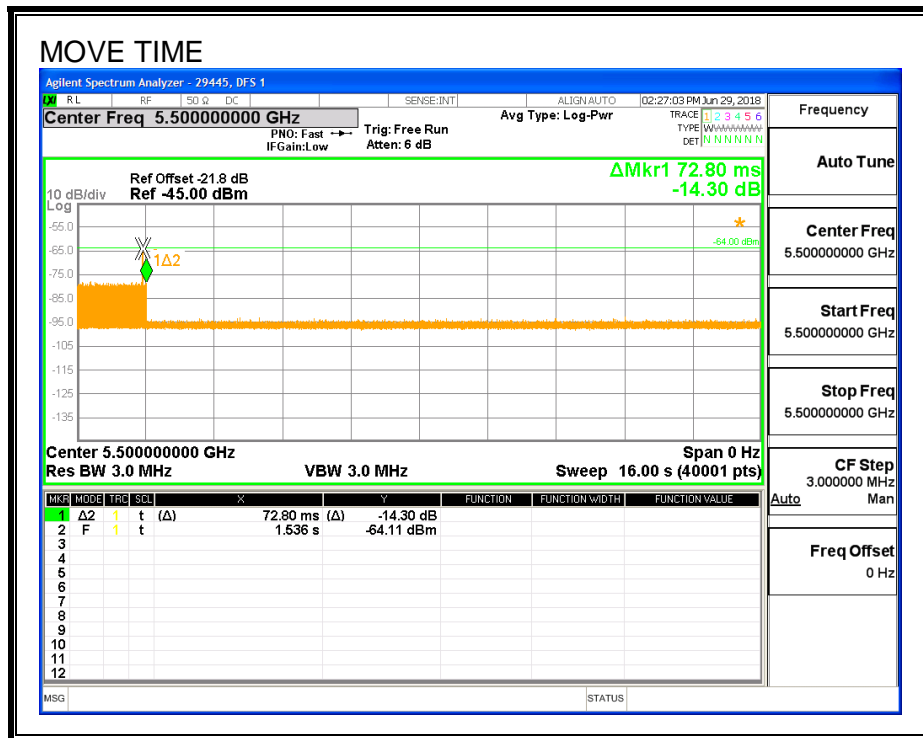 MOVE TIME
Agilent Spectrum Analyzer - 29445, DFS 1
LXI RL RF 50 Ω DC SENSE:INT ALIGN AUTO 02:27:03 PM Jun 29, 2018
Center Freq 5.500000000 GHz
PNO: Fast
IFGain:Low
Trig: Free Run
Atten: 6 dB
Avg Type: Log-Pwr
TRACE 1 2 3 4 5 6
TYPE WWWWWWW
DET N N N N N N
ΔMkr1 72.80 ms
-14.30 dB
Ref Offset -21.8 dB
10 dB/div Ref -45.00 dBm
Log
-55.0
-65.0
-75.0
-85.0
-95.0
-105
-115
-125
-135
1Δ2
*
-64.00 dBm
Center 5.500000000 GHz Span 0 Hz
Res BW 3.0 MHz VBW 3.0 MHz Sweep 16.00 s (40001 pts)
MKR MODE TRC SCL X Y FUNCTION FUNCTION WIDTH FUNCTION VALUE
1 Δ2 1 t (Δ) 72.80 ms (Δ) -14.30 dB
2 F 1 t 1.536 s -64.11 dBm
3
4
5
6
7
8
9
10
11
12
MSG STATUS
Frequency
Auto Tune
Center Freq
5.500000000 GHz
Start Freq
5.500000000 GHz
Stop Freq
5.500000000 GHz
CF Step
3.000000 MHz
Auto Man
Freq Offset
0 Hz